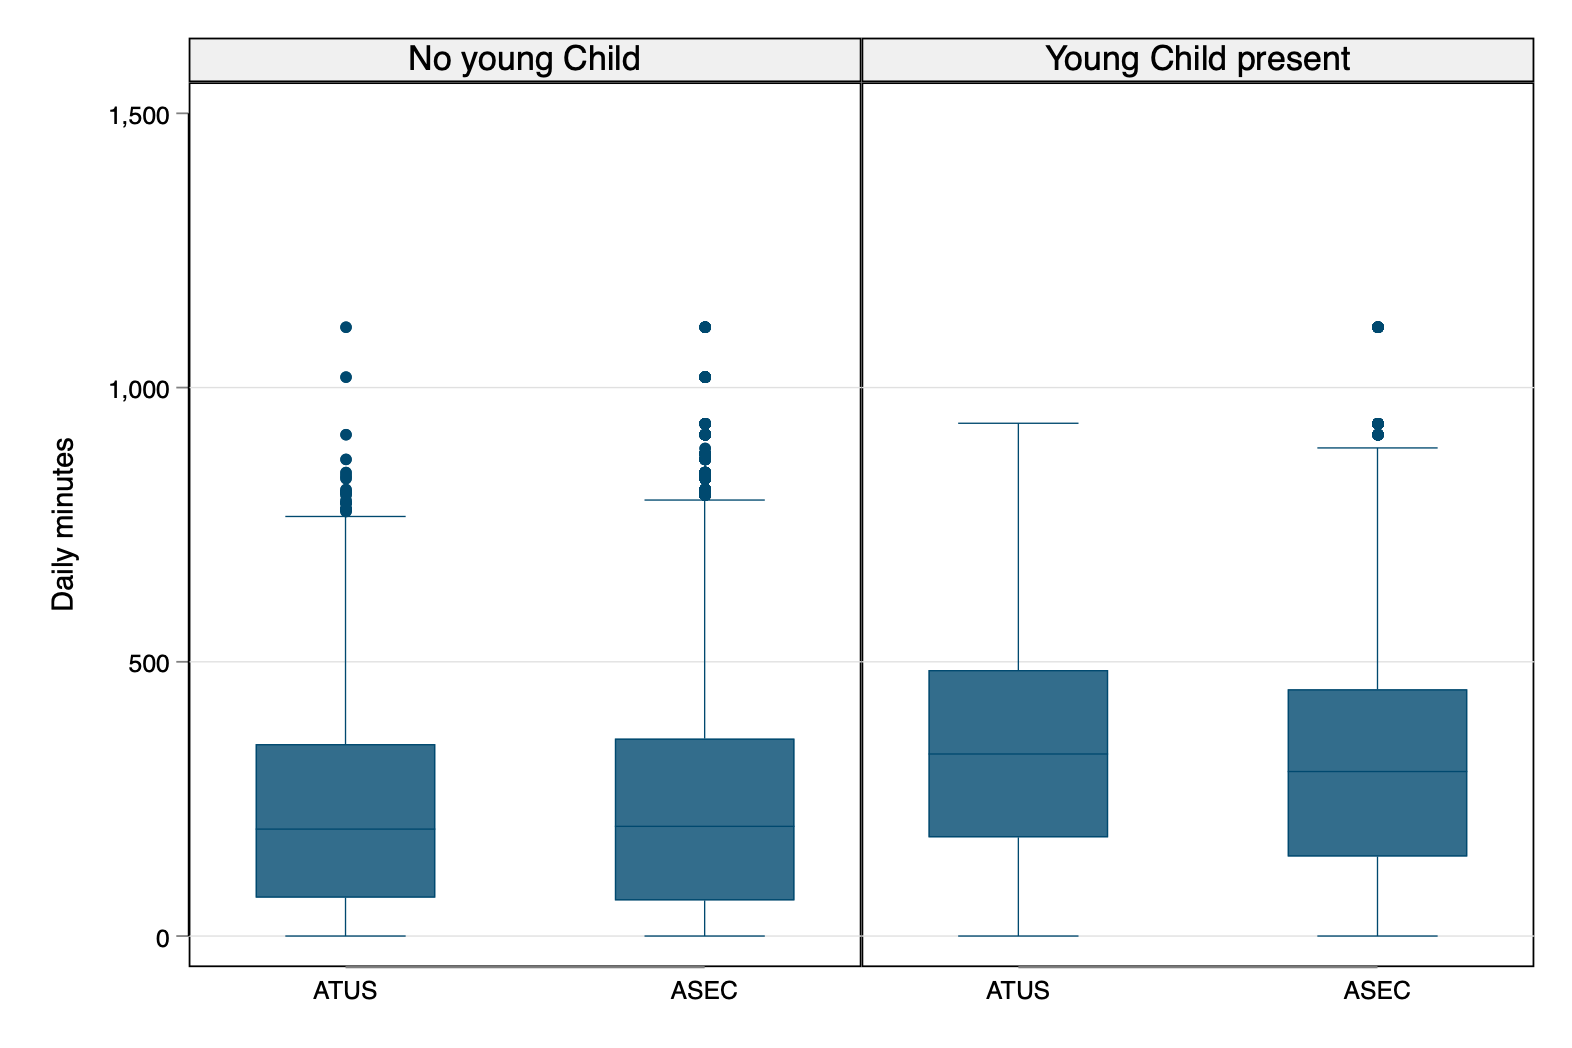 No young Child
Young Child present
1,500
1,000
500
0
Daily minutes
ATUS
ASEC
ATUS
ASEC